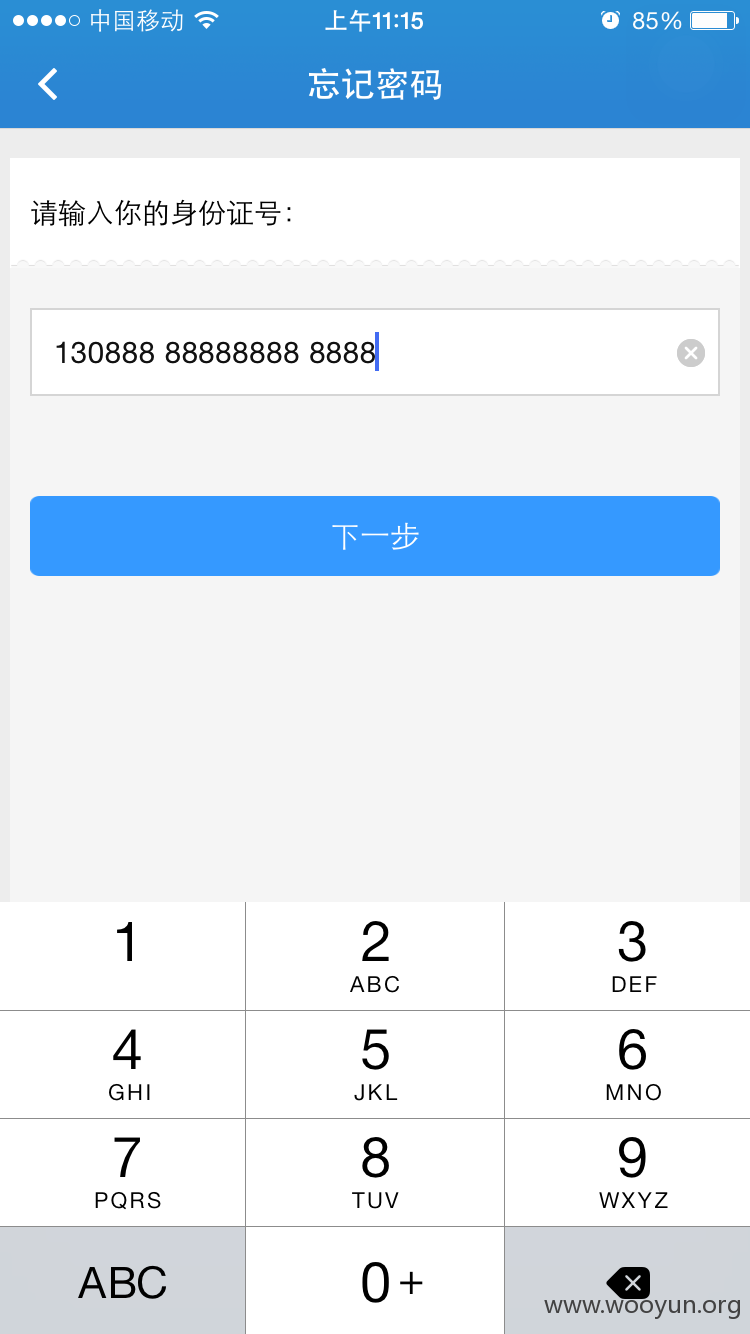 中国移动 上午11:15 85%
忘记密码
请输入你的身份证号:
130888 88888888 8888
下一步
1 2 3
ABC DEF
4 5 6
GHI JKL MNO
7 8 9
PQRS TUV WXYZ
ABC 0 +
www.wooyun.org